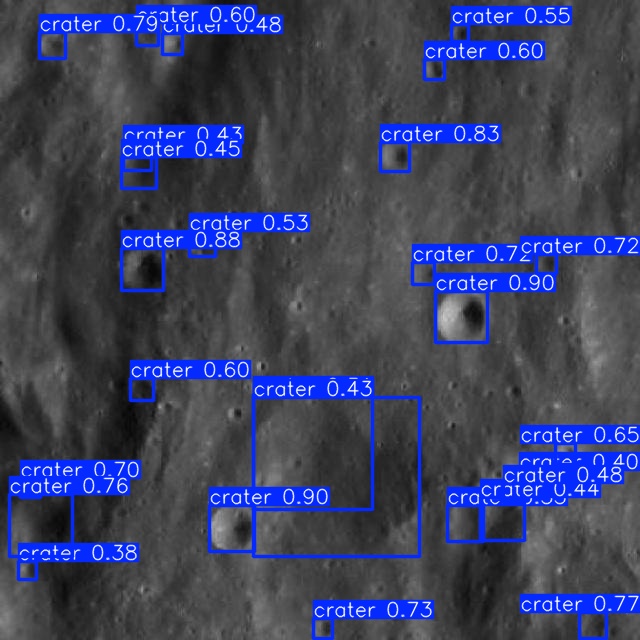 crater 0.60
crater 0.55
crater 0.79
crater 0.48
crater 0.60
crater 0.43
crater 0.83
crater 0.45
crater 0.53
crater 0.88
crater 0.72
crater 0.72
crater 0.90
crater 0.60
crater 0.43
crater 0.65
crater 0.40
crater 0.70
crater 0.48
crater 0.76
crater 0.44
crater 0.90
crater 0.38
crater 0.77
crater 0.73